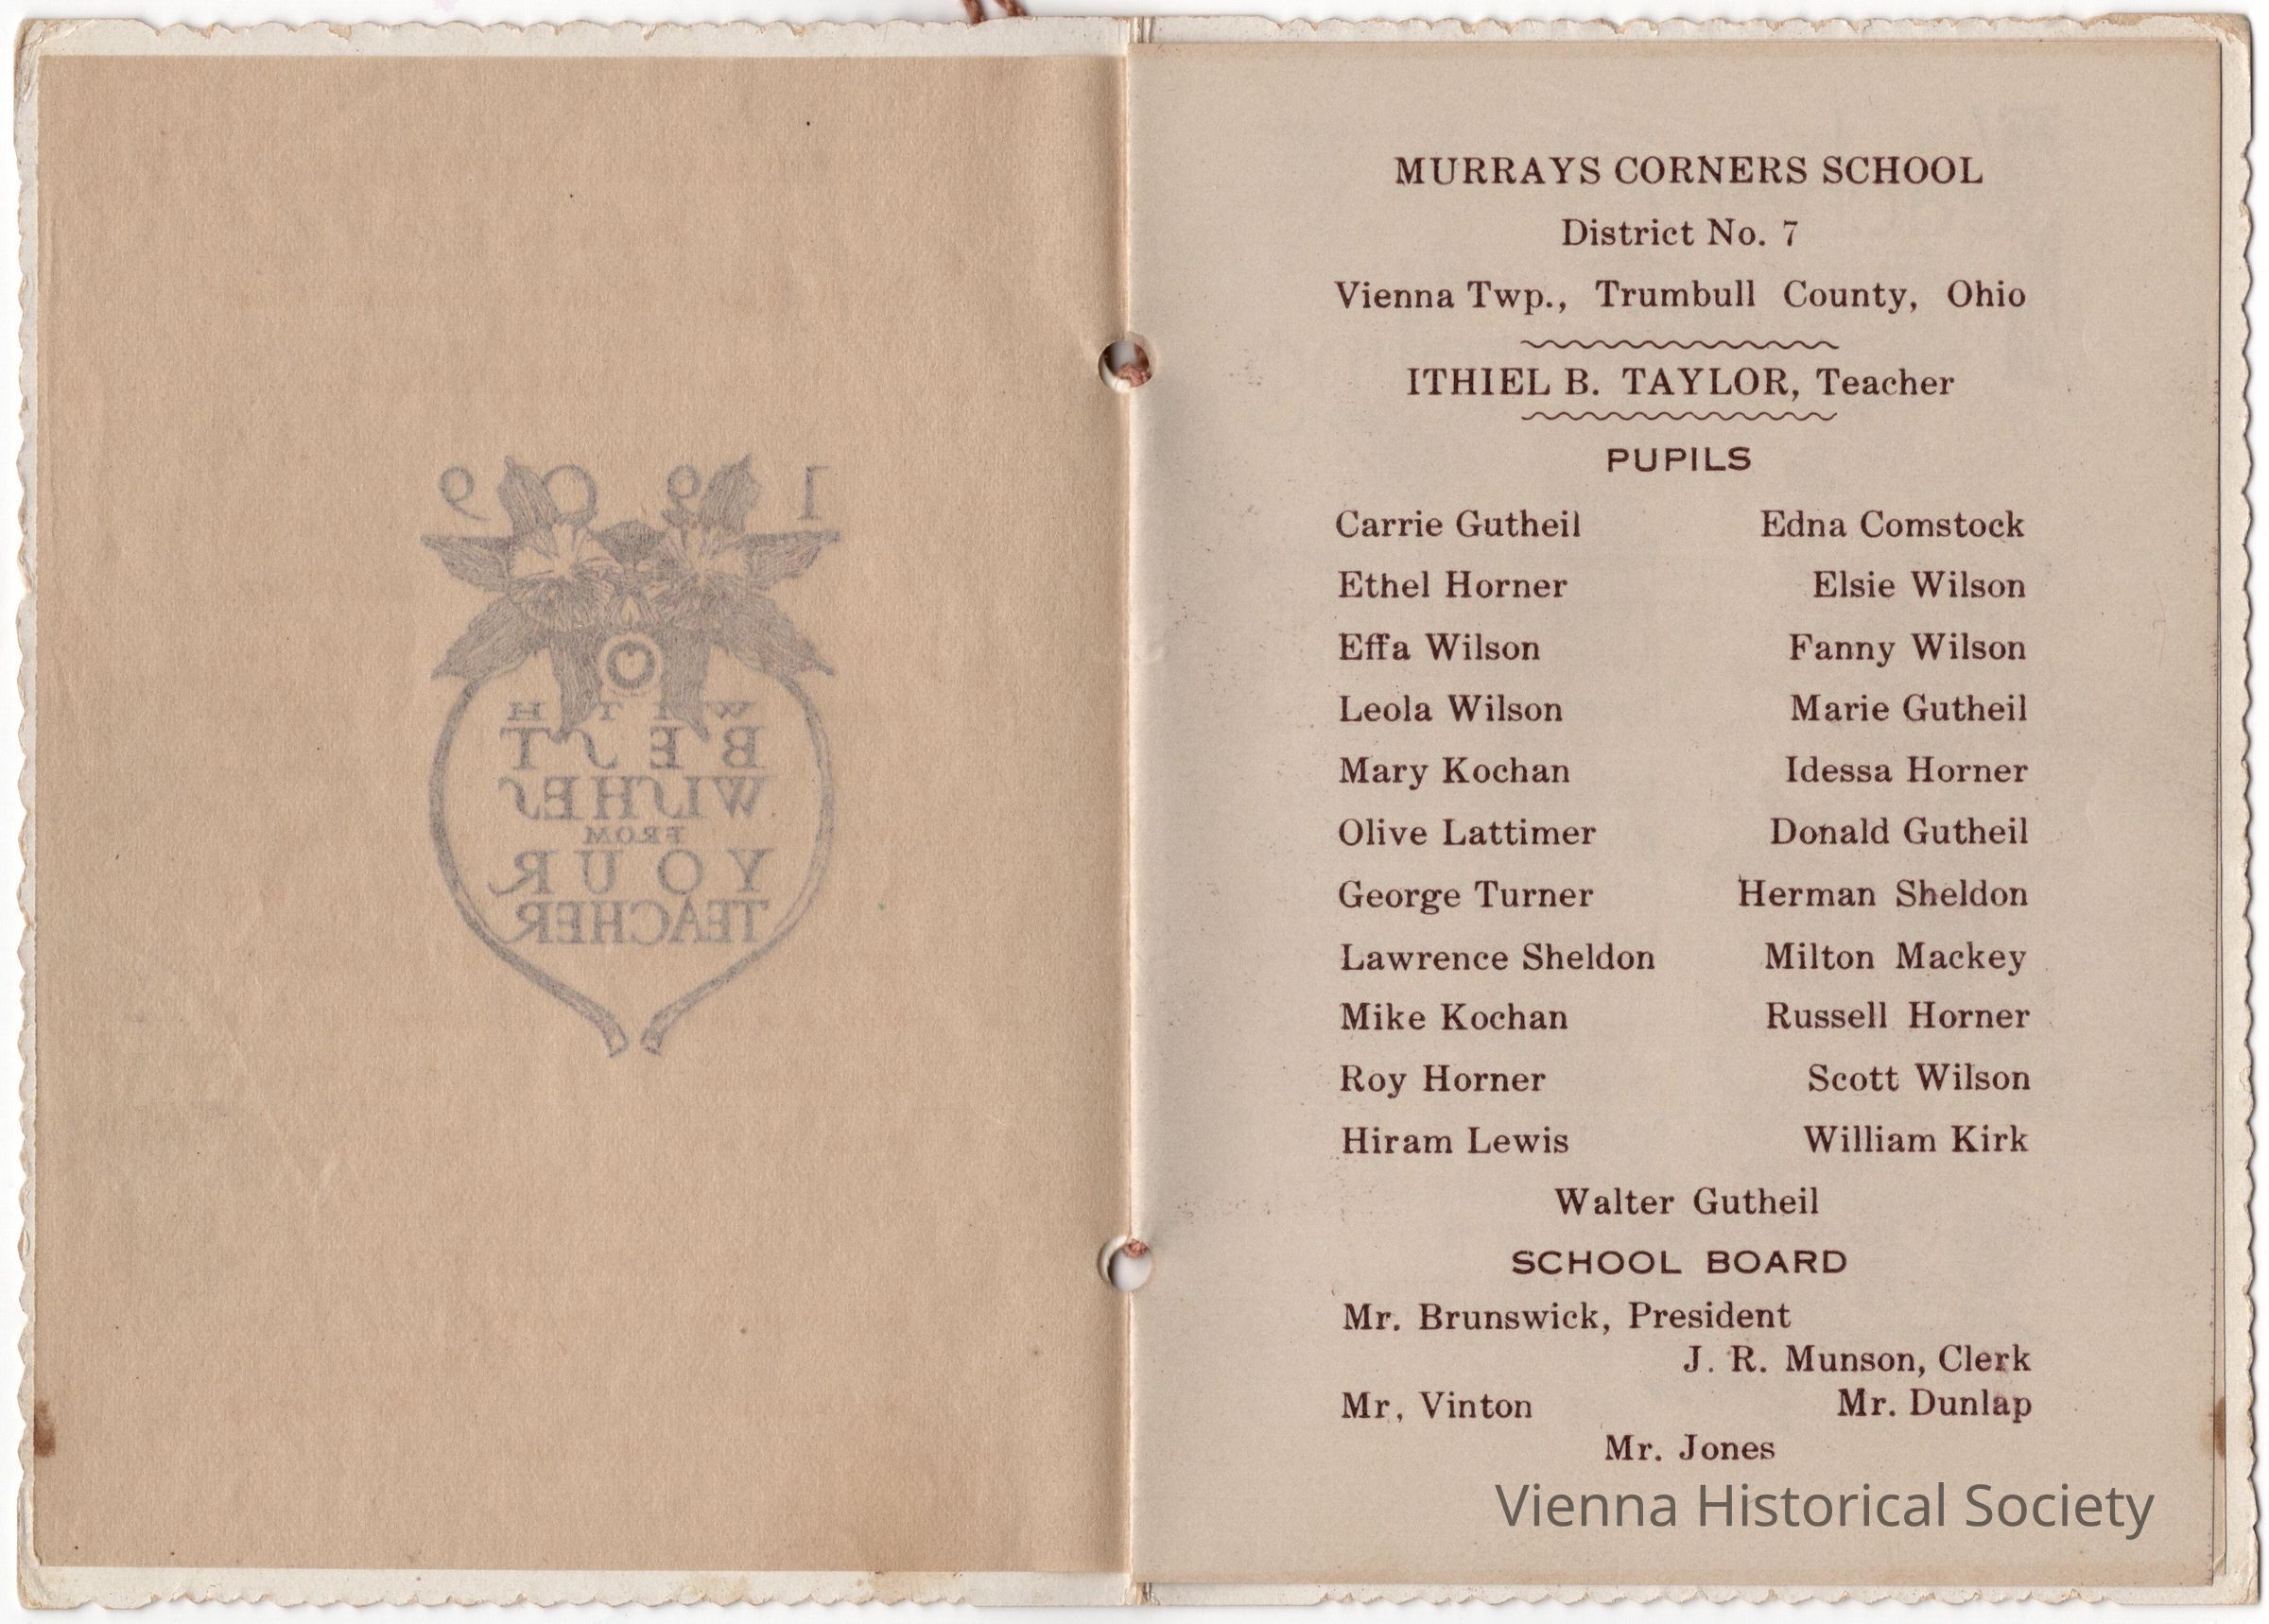 1909
WITH
BEST
WISHES
FROM
YOUR
TEACHER
MURRAYS CORNERS SCHOOL
District No. 7
Vienna Twp., Trumbull County, Ohio
ITHIEL B. TAYLOR, Teacher
PUPILS
Carrie Gutheil Edna Comstock
Ethel Horner Elsie Wilson
Effa Wilson Fanny Wilson
Leola Wilson Marie Gutheil
Mary Kochan Idessa Horner
Olive Lattimer Donald Gutheil
George Turner Herman Sheldon
Lawrence Sheldon Milton Mackey
Mike Kochan Russell Horner
Roy Horner Scott Wilson
Hiram Lewis William Kirk
Walter Gutheil
SCHOOL BOARD
Mr. Brunswick, President
J. R. Munson, Clerk
Mr, Vinton Mr. Dunlap
Mr. Jones
Vienna Historical Society